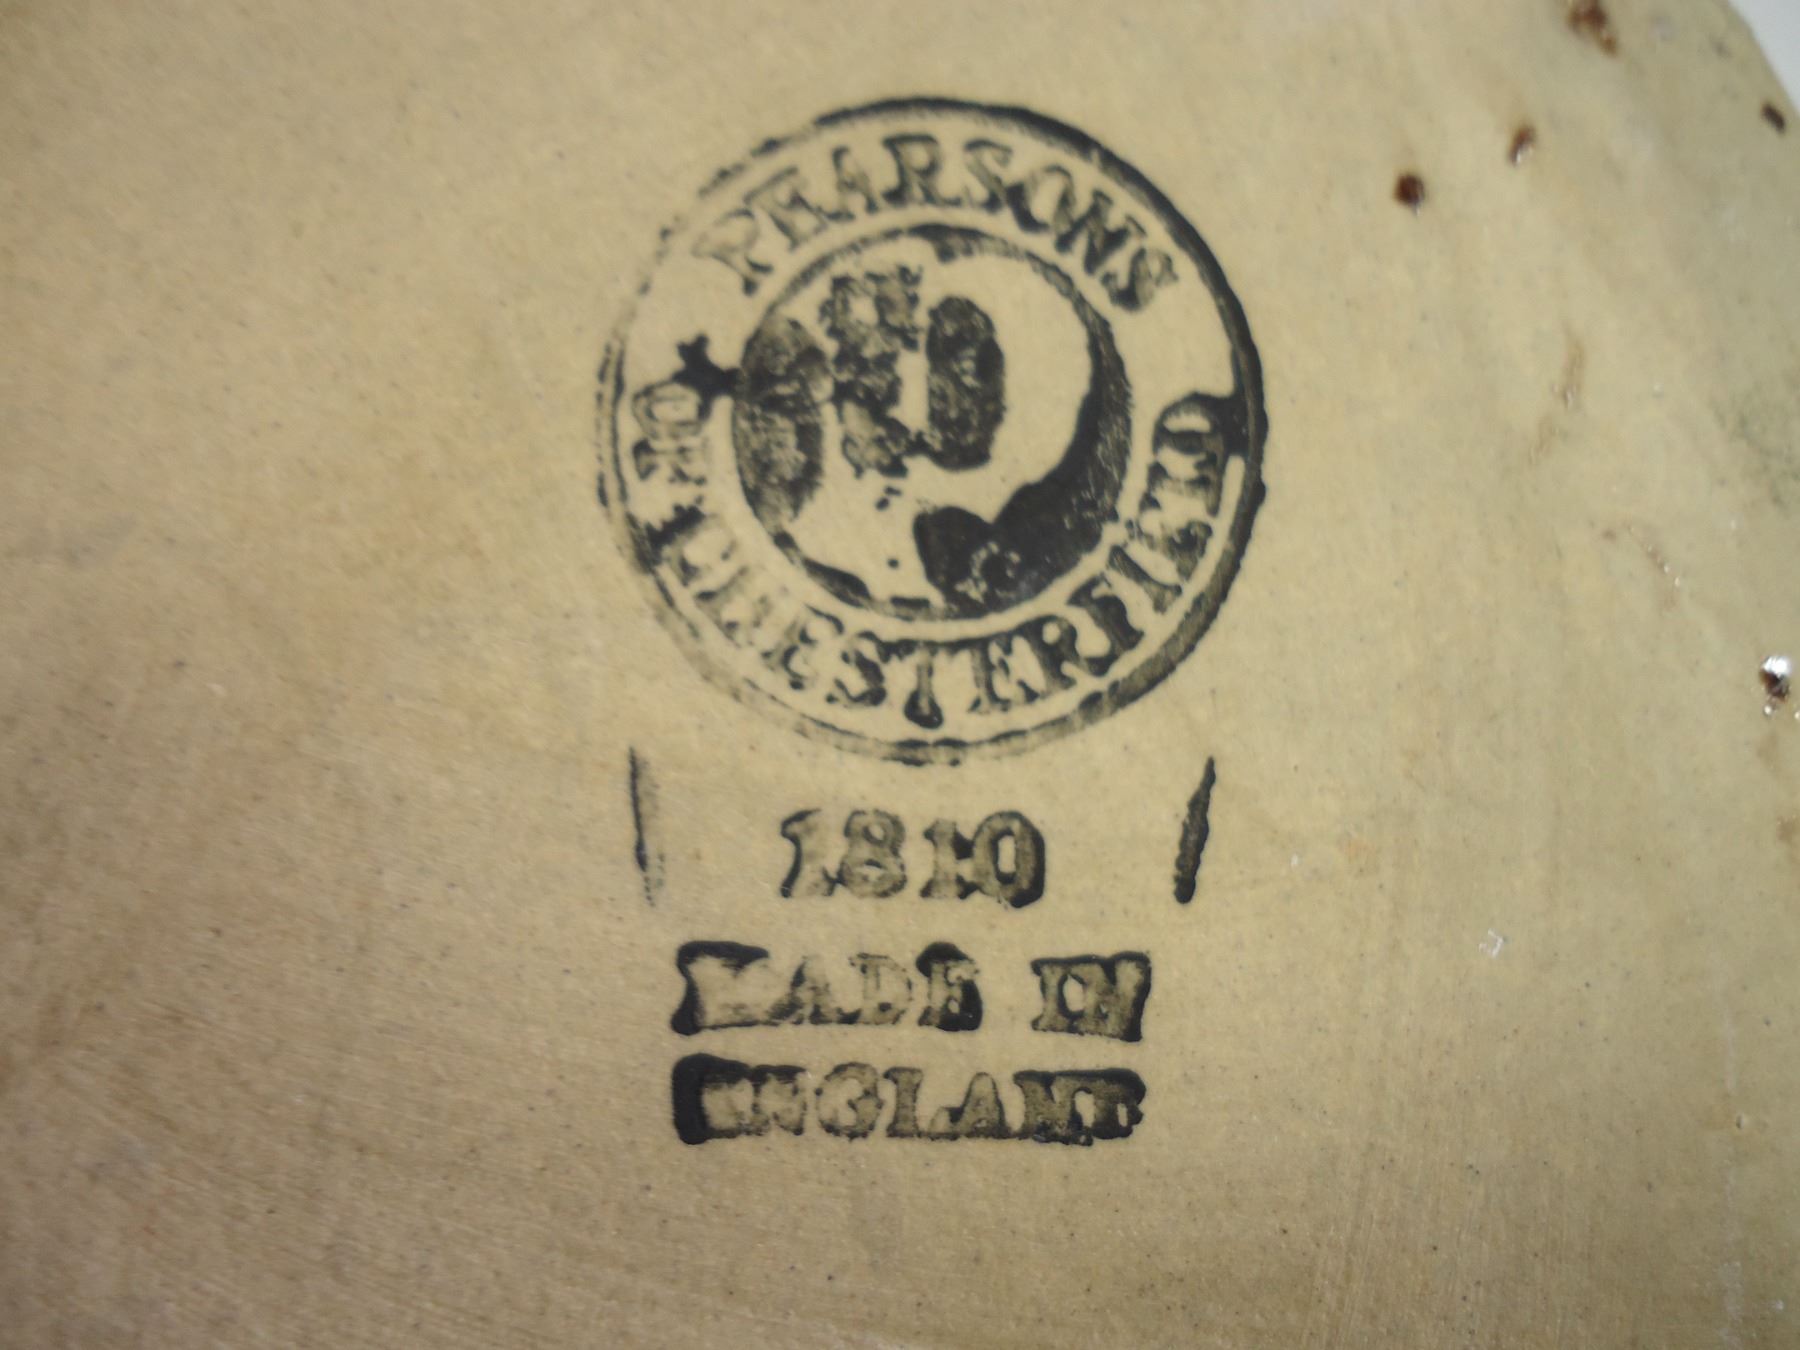 PEARSONS
OF CHESTERFIELD
1810
MADE IN
ENGLAND